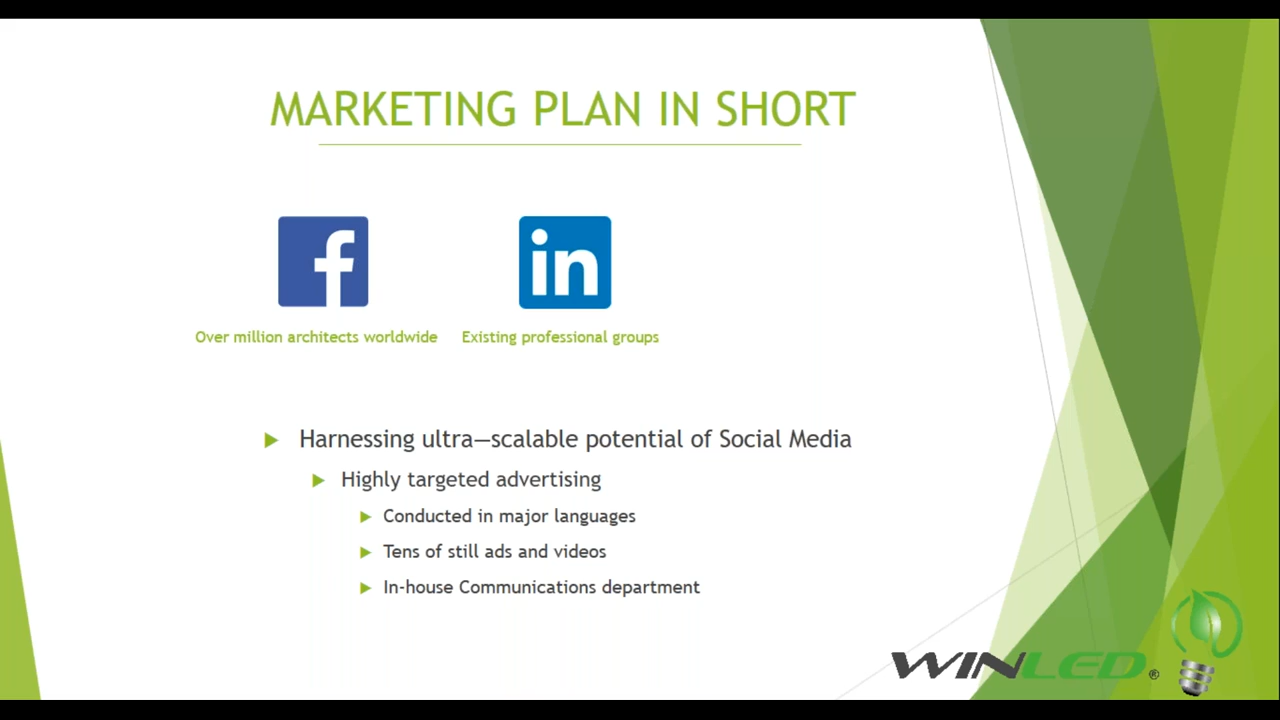 MARKETING PLAN IN SHORT
f
in
Over million architects worldwide
Existing professional groups
Harnessing ultra—scalable potential of Social Media
Highly targeted advertising
Conducted in major languages
Tens of still ads and videos
In-house Communications department
WINLED®